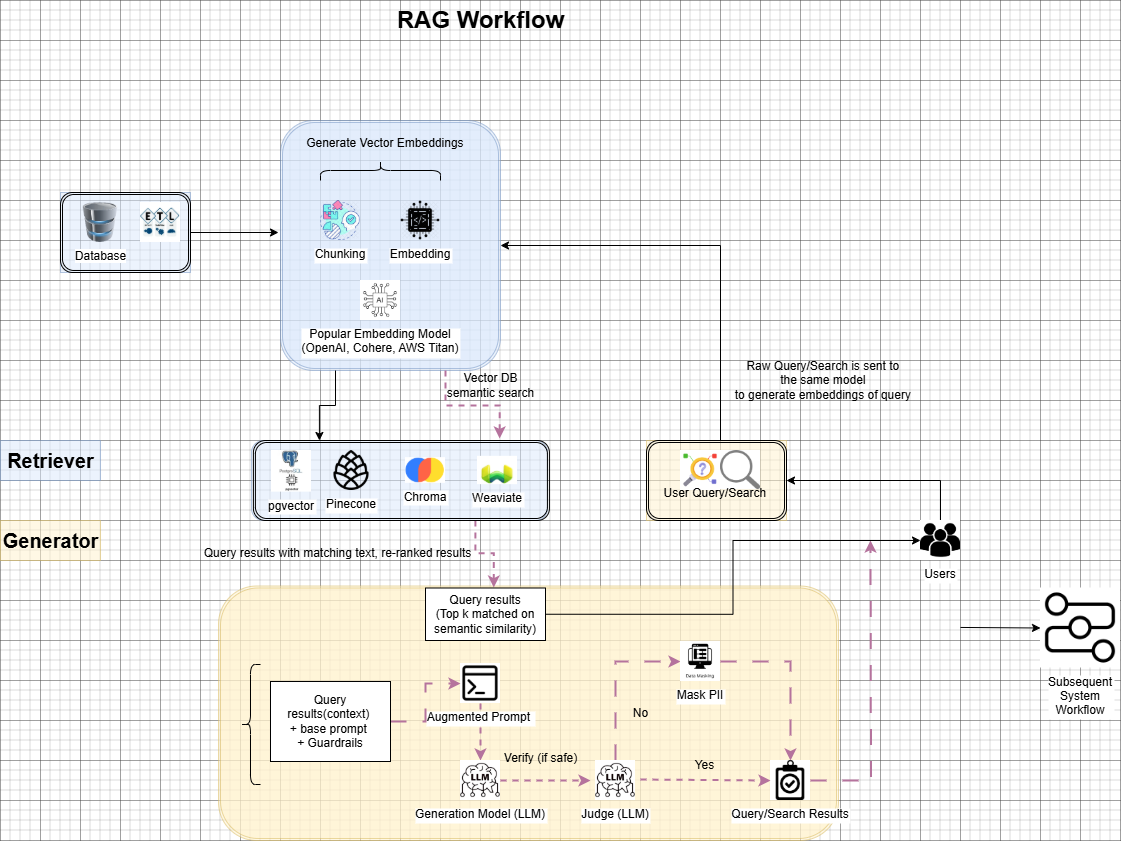 RAG Workflow
Generate Vector Embeddings
E T L
Database
Chunking
Embedding
AI
Popular Embedding Model
(OpenAI, Cohere, AWS Titan)
Vector DB
semantic search
Raw Query/Search is sent to
the same model
to generate embeddings of query
Retriever
PostgreSQL
pgvector
Pinecone
Chroma
Weaviate
?
User Query/Search
Generator
Query results with matching text, re-ranked results
Users
Query results
(Top k matched on
semantic similarity)
Query
results(context)
+ base prompt
+ Guardrails
Augmented Prompt
Data Masking
Mask PII
No
Subsequent
System
Workflow
Verify (if safe)
Yes
LLM
LLM
Generation Model (LLM)
Judge (LLM)
Query/Search Results